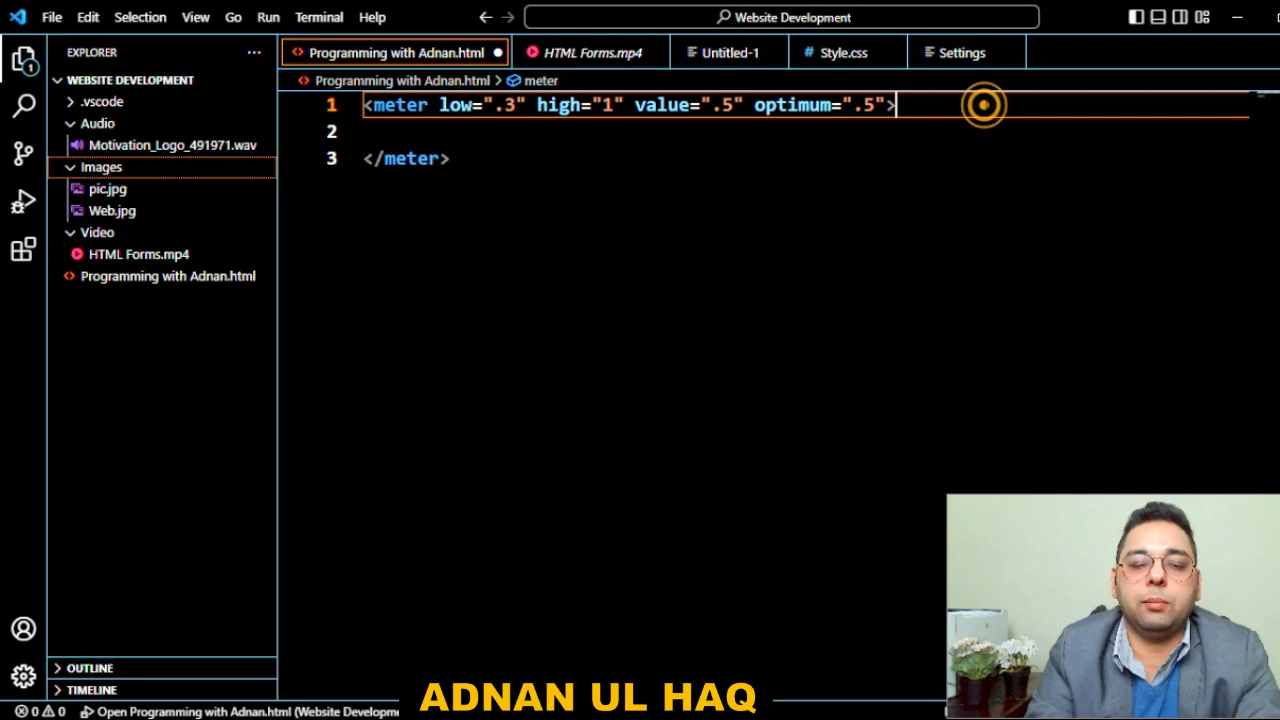 File Edit Selection View Go Run Terminal Help
Website Development
EXPLORER
Programming with Adnan.html
HTML Forms.mp4
Untitled-1
Style.css
Settings
WEBSITE DEVELOPMENT
Programming with Adnan.html > meter
.vscode
1 <meter low=".3" high="1" value=".5" optimum=".5">
Audio
2
Motivation_Logo_491971.wav
3 </meter>
Images
pic.jpg
Web.jpg
Video
HTML Forms.mp4
Programming with Adnan.html
1
OUTLINE
TIMELINE
0 0 Open Programming with Adnan.html (Website Developme
ADNAN UL HAQ